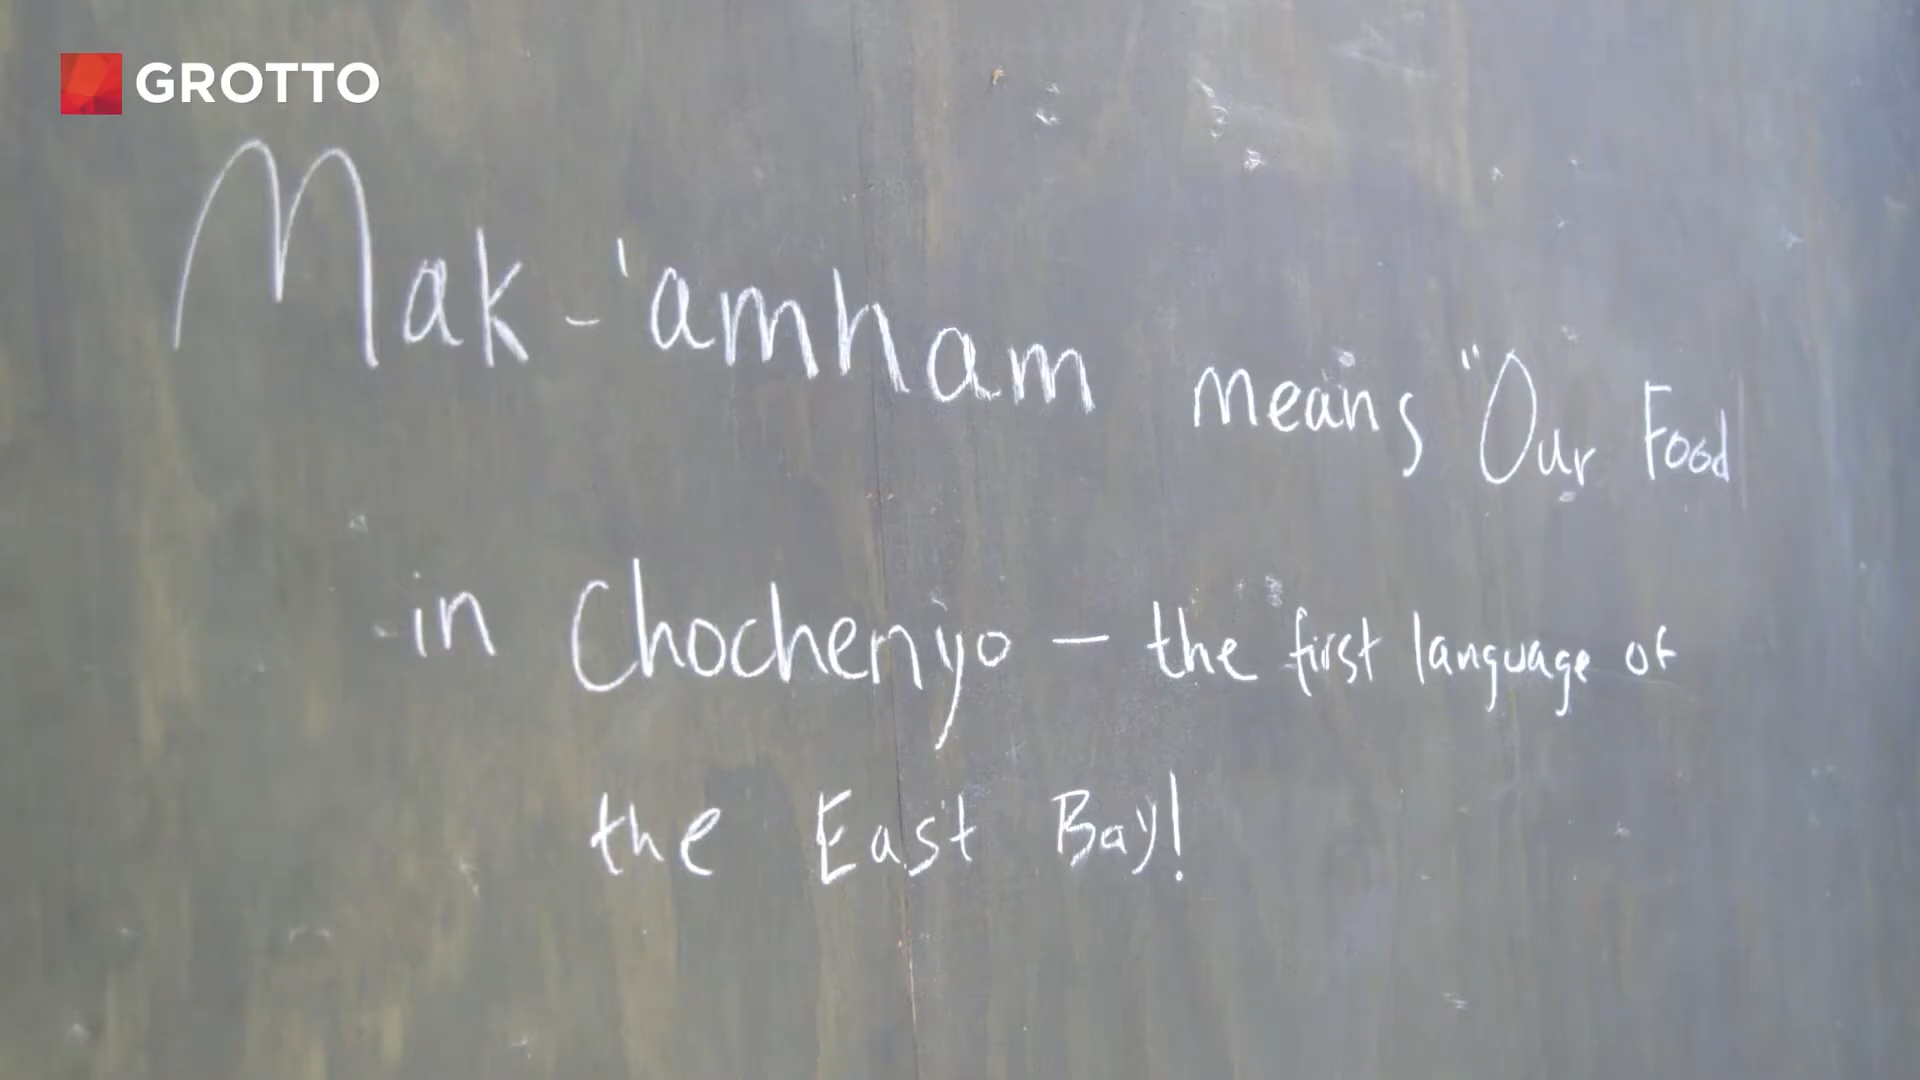 GROTTO
Mak-'amham means "Our Food
in Chochenyo – the first language of
the East Bay!